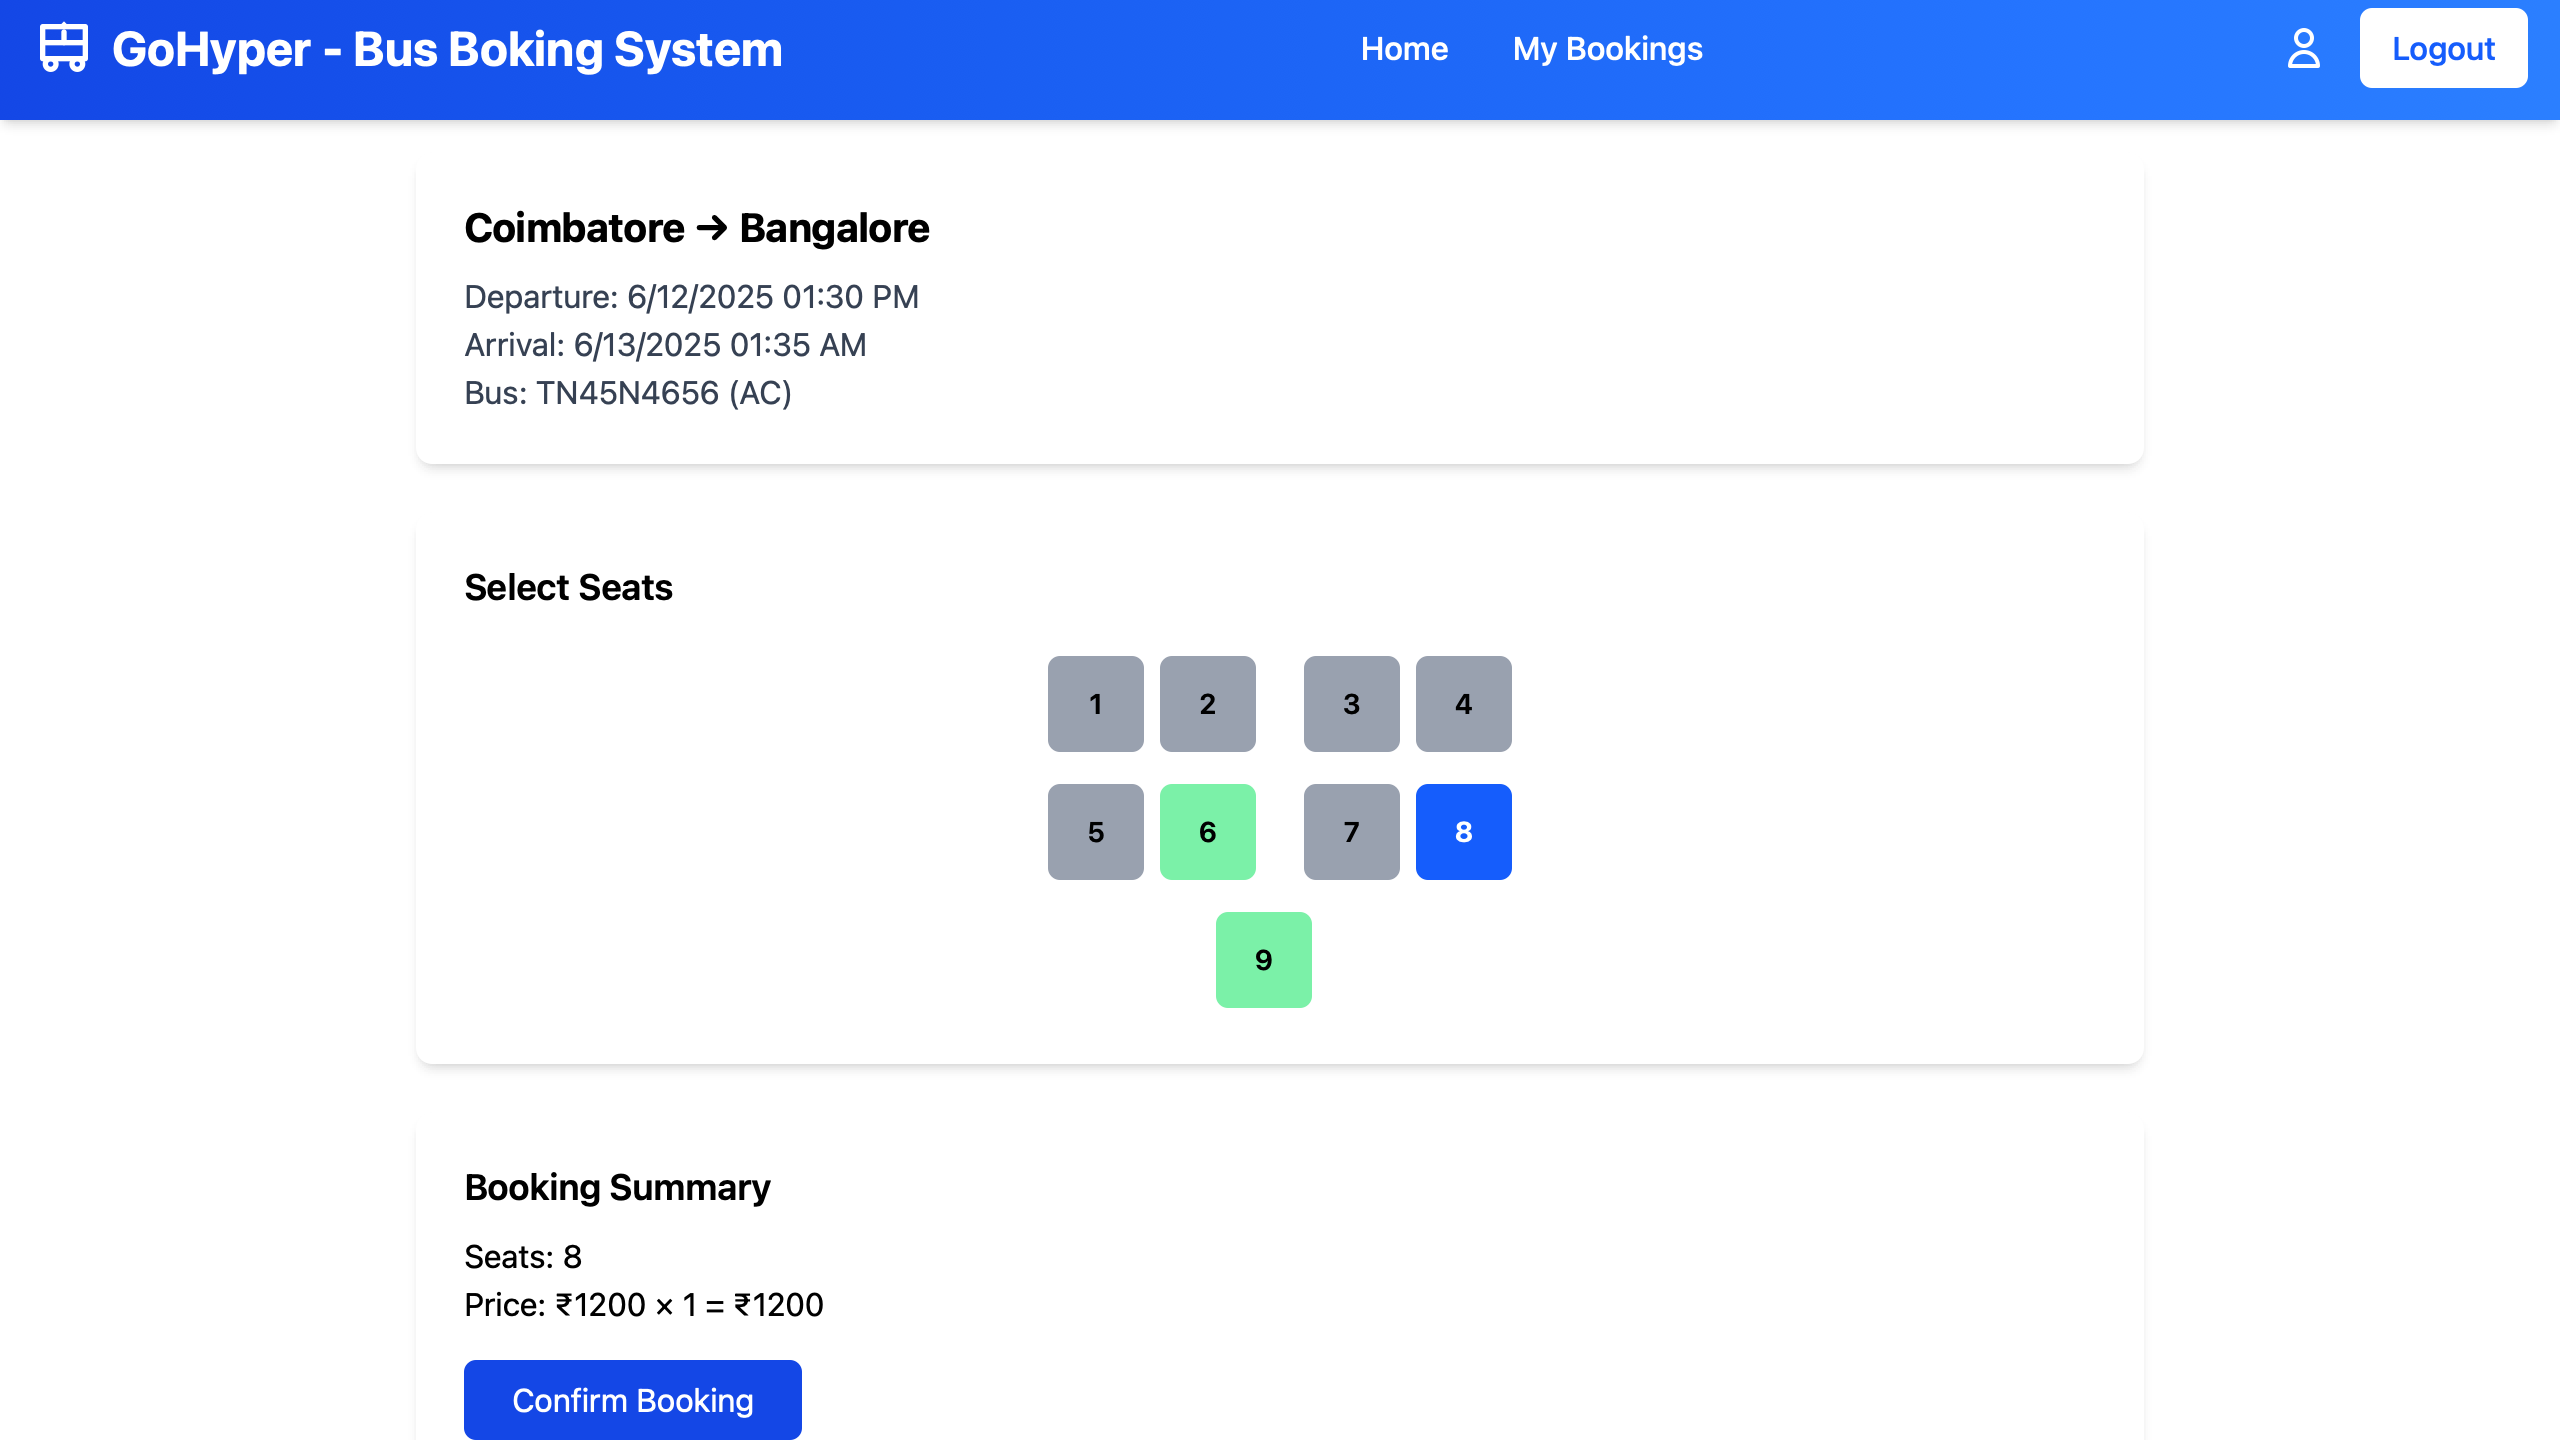 GoHyper - Bus Boking System
Home
My Bookings
Logout
Coimbatore → Bangalore
Departure: 6/12/2025 01:30 PM
Arrival: 6/13/2025 01:35 AM
Bus: TN45N4656 (AC)
Select Seats
1 2 3 4
5 6 7 8
9
Booking Summary
Seats: 8
Price: ₹1200 × 1 = ₹1200
Confirm Booking